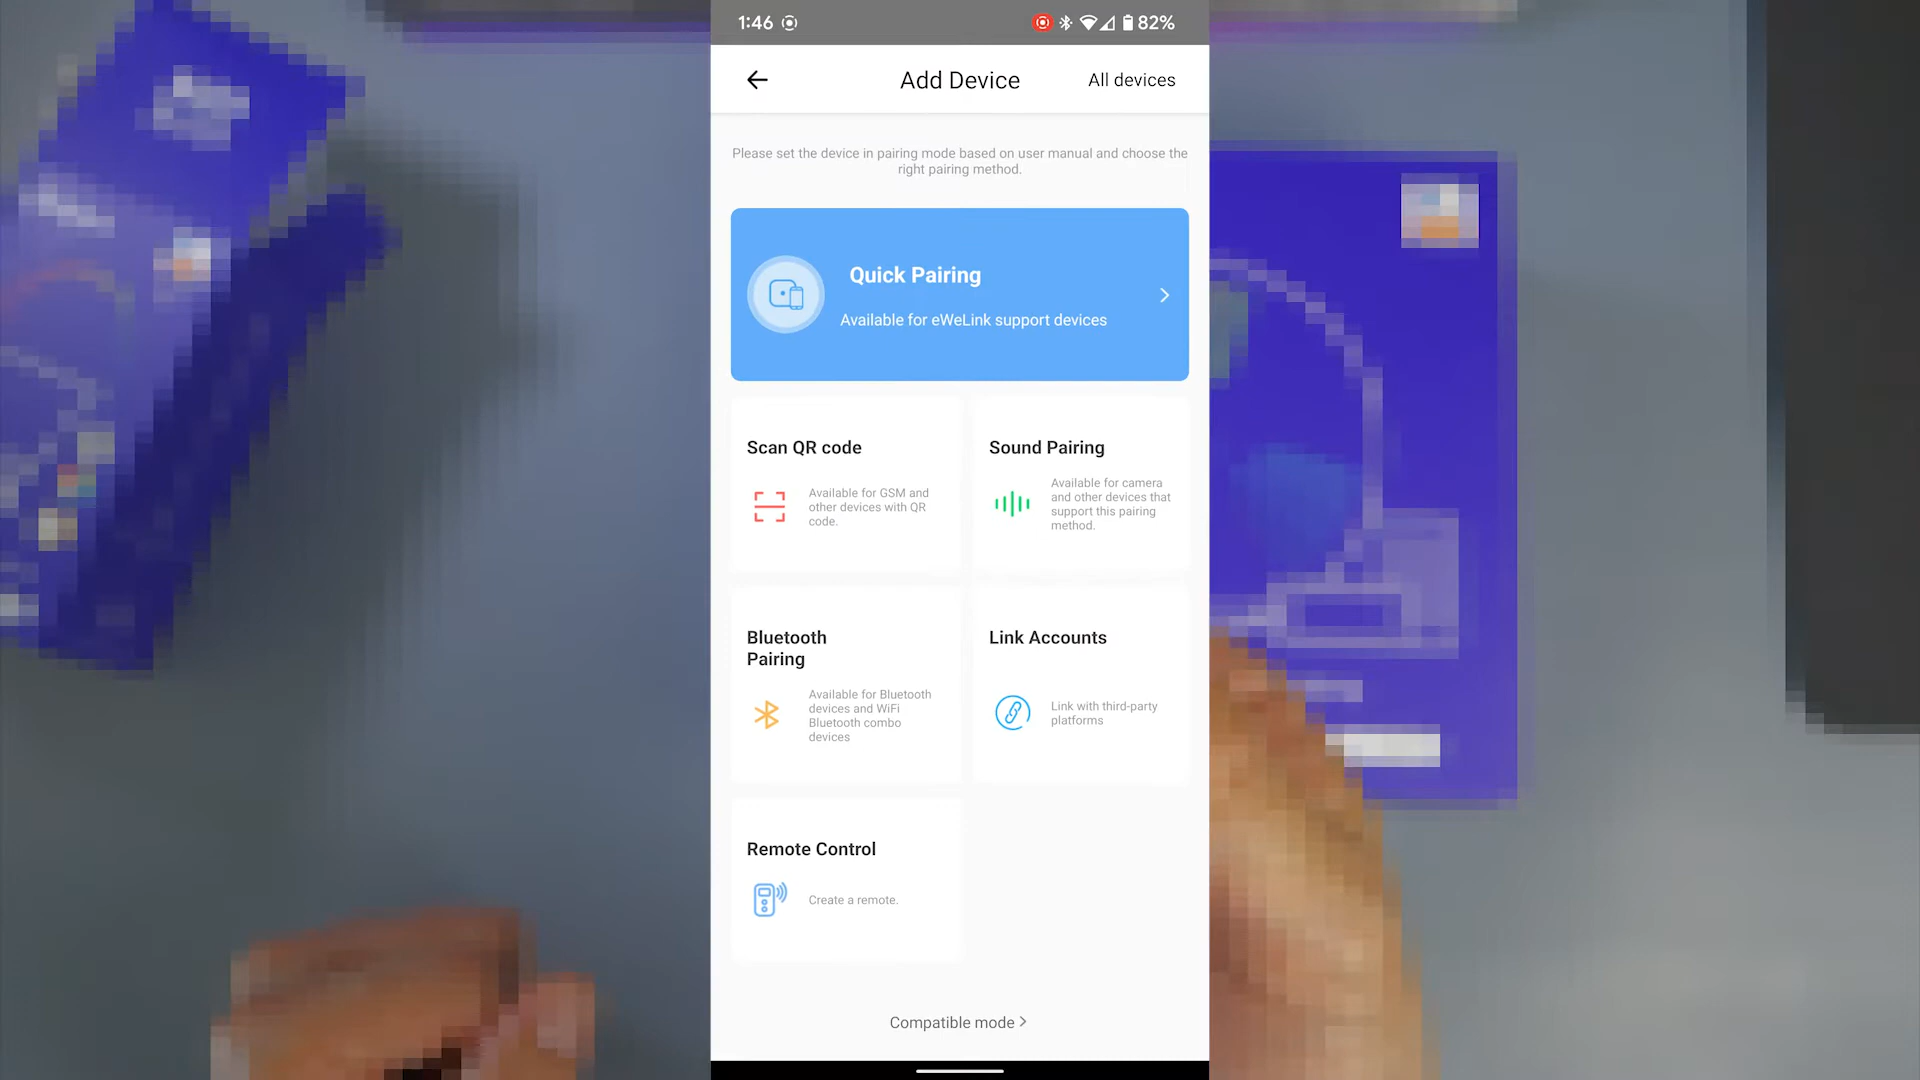 1:46
82%
Add Device
All devices
Please set the device in pairing mode based on user manual and choose the
right pairing method.
Quick Pairing
Available for eWeLink support devices
Scan QR code
Available for GSM and
other devices with QR
code.
Sound Pairing
Available for camera
and other devices that
support this pairing
method.
Bluetooth
Pairing
Available for Bluetooth
devices and WiFi
Bluetooth combo
devices
Link Accounts
Link with third-party
platforms
Remote Control
Create a remote.
Compatible mode